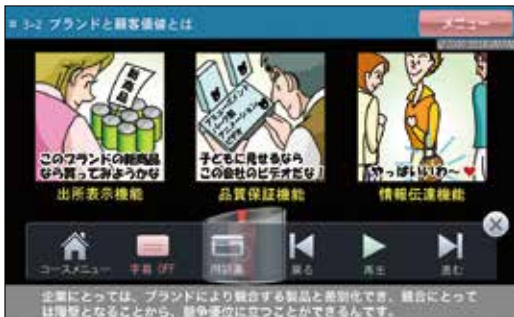 3-2 ブランドと顧客価値とは
メニュー
新商品
このブランドの新商品
なら買ってみようかな
子どもに見せるなら
この会社のビデオだな!
やっぱいいわ～♥
出所表示機能
品質保証機能
情報伝達機能
コースメニュー
字幕 OFF
用語集
戻る
再生
進む
企業にとっては、ブランドにより競合する製品と差別化でき、競合にとって
は障壁となることから、競争優位に立つことができるんです。